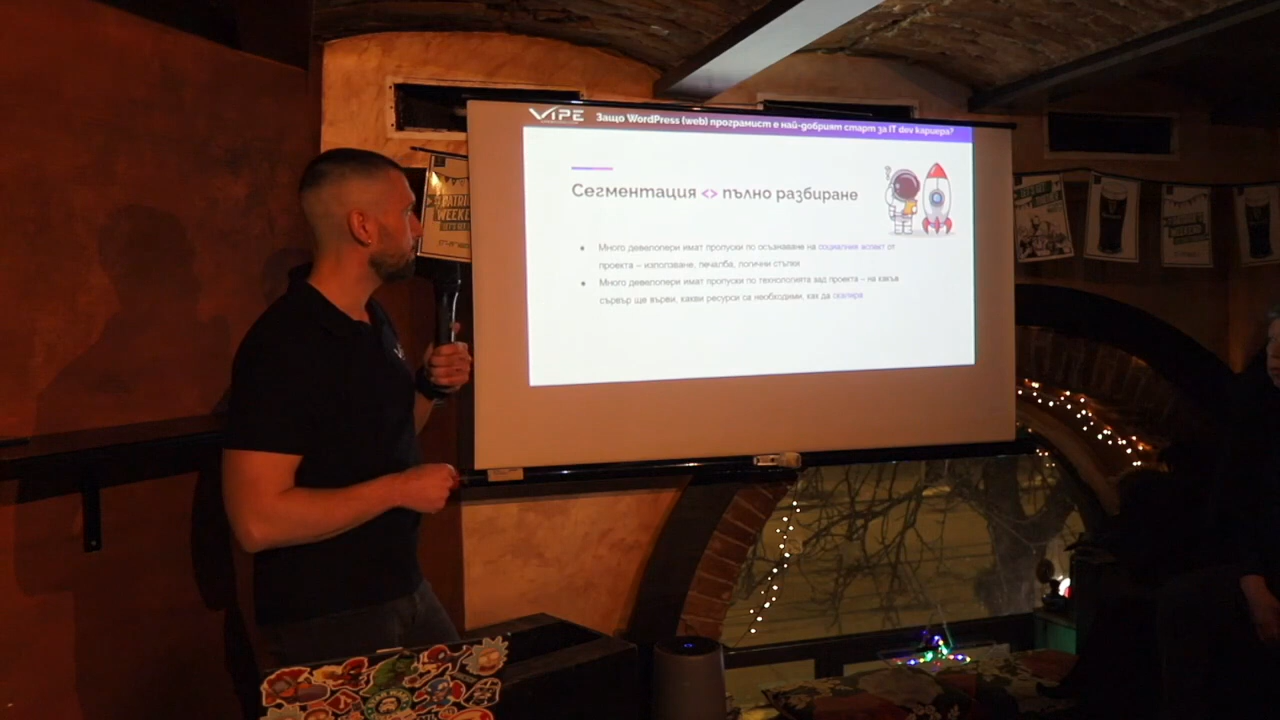 VIPE Защо WordPress (web) програмист е най-добрият старт за IT dev кариера?
Сегментация <> пълно разбиране
Много девелопери имат пропуски по осъзнаване на социалния аспект от
проекта – използване, печалба, логични стъпки
Много девелопери имат пропуски по технологията зад проекта – на какъв
сървър ще върви, какви ресурси са необходими, как да скалира
WEEKEND